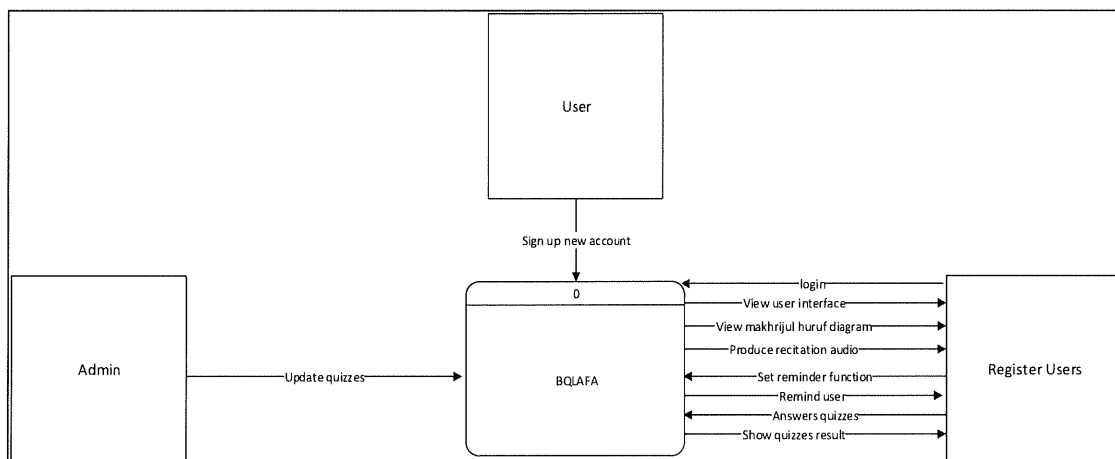 User
Sign up new account
0
BQLAFA
Admin
Update quizzes
login
View user interface
View makhrijul huruf diagram
Produce recitation audio
Set reminder function
Remind user
Answers quizzes
Show quizzes result
Register Users